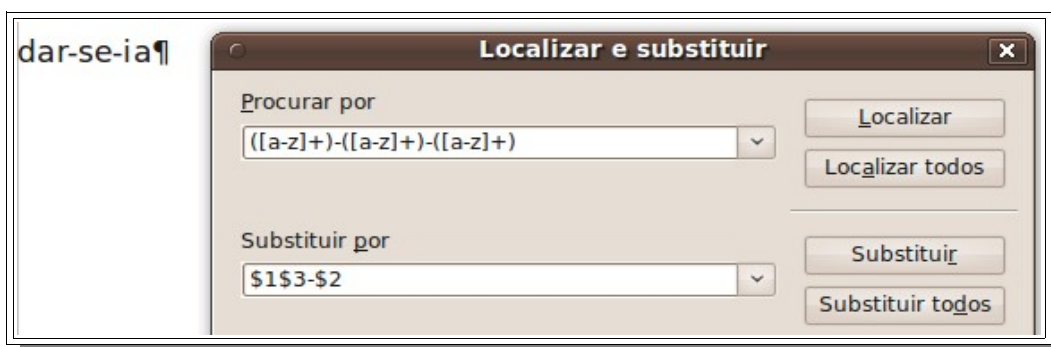 dar-se-ia¶
Localizar e substituir
Procurar por
([a-z]+)-([a-z]+)-([a-z]+)
Localizar
Localizar todos
Substituir por
$1$3-$2
Substituir
Substituir todos